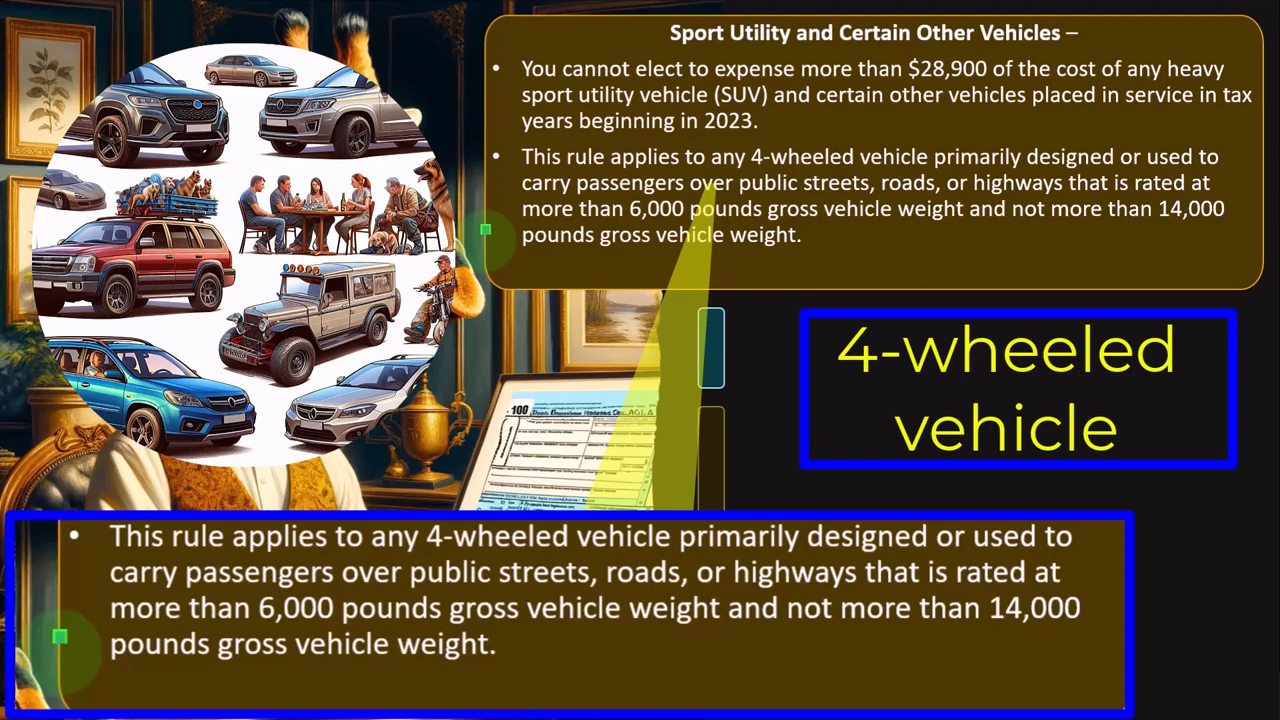 Sport Utility and Certain Other Vehicles –
• You cannot elect to expense more than $28,900 of the cost of any heavy
sport utility vehicle (SUV) and certain other vehicles placed in service in tax
years beginning in 2023.
• This rule applies to any 4-wheeled vehicle primarily designed or used to
carry passengers over public streets, roads, or highways that is rated at
more than 6,000 pounds gross vehicle weight and not more than 14,000
pounds gross vehicle weight.
4-wheeled
vehicle
100
• This rule applies to any 4-wheeled vehicle primarily designed or used to
carry passengers over public streets, roads, or highways that is rated at
more than 6,000 pounds gross vehicle weight and not more than 14,000
pounds gross vehicle weight.